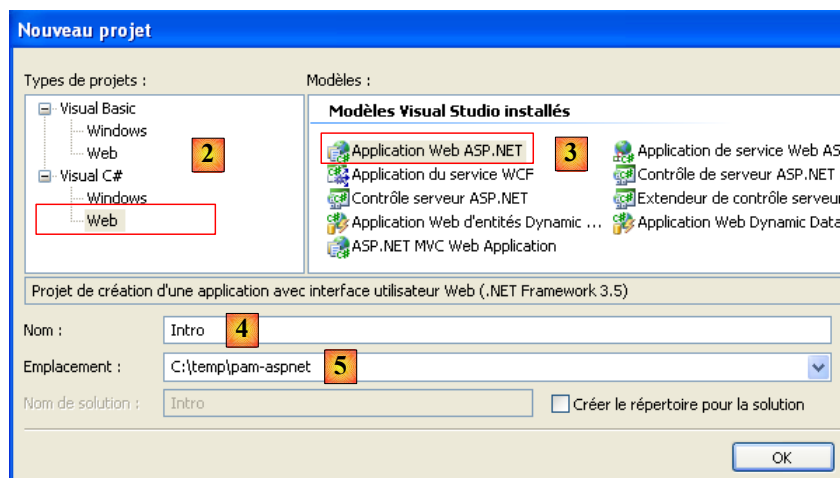 Nouveau projet
Types de projets :
Modèles :
Visual Basic
Windows
Web
Visual C#
Windows
Web
2
Modèles Visual Studio installés
Application Web ASP.NET
3
Application de service Web AS
Application du service WCF
Contrôle de serveur ASP.NET
Contrôle serveur ASP.NET
Extendeur de contrôle serveur
Application Web d'entités Dynamic ...
Application Web Dynamic Data
ASP.NET MVC Web Application
Projet de création d'une application avec interface utilisateur Web (.NET Framework 3.5)
Nom :
Intro
4
Emplacement :
C:\temp\pam-aspnet
5
Nom de solution :
Intro
Créer le répertoire pour la solution
OK